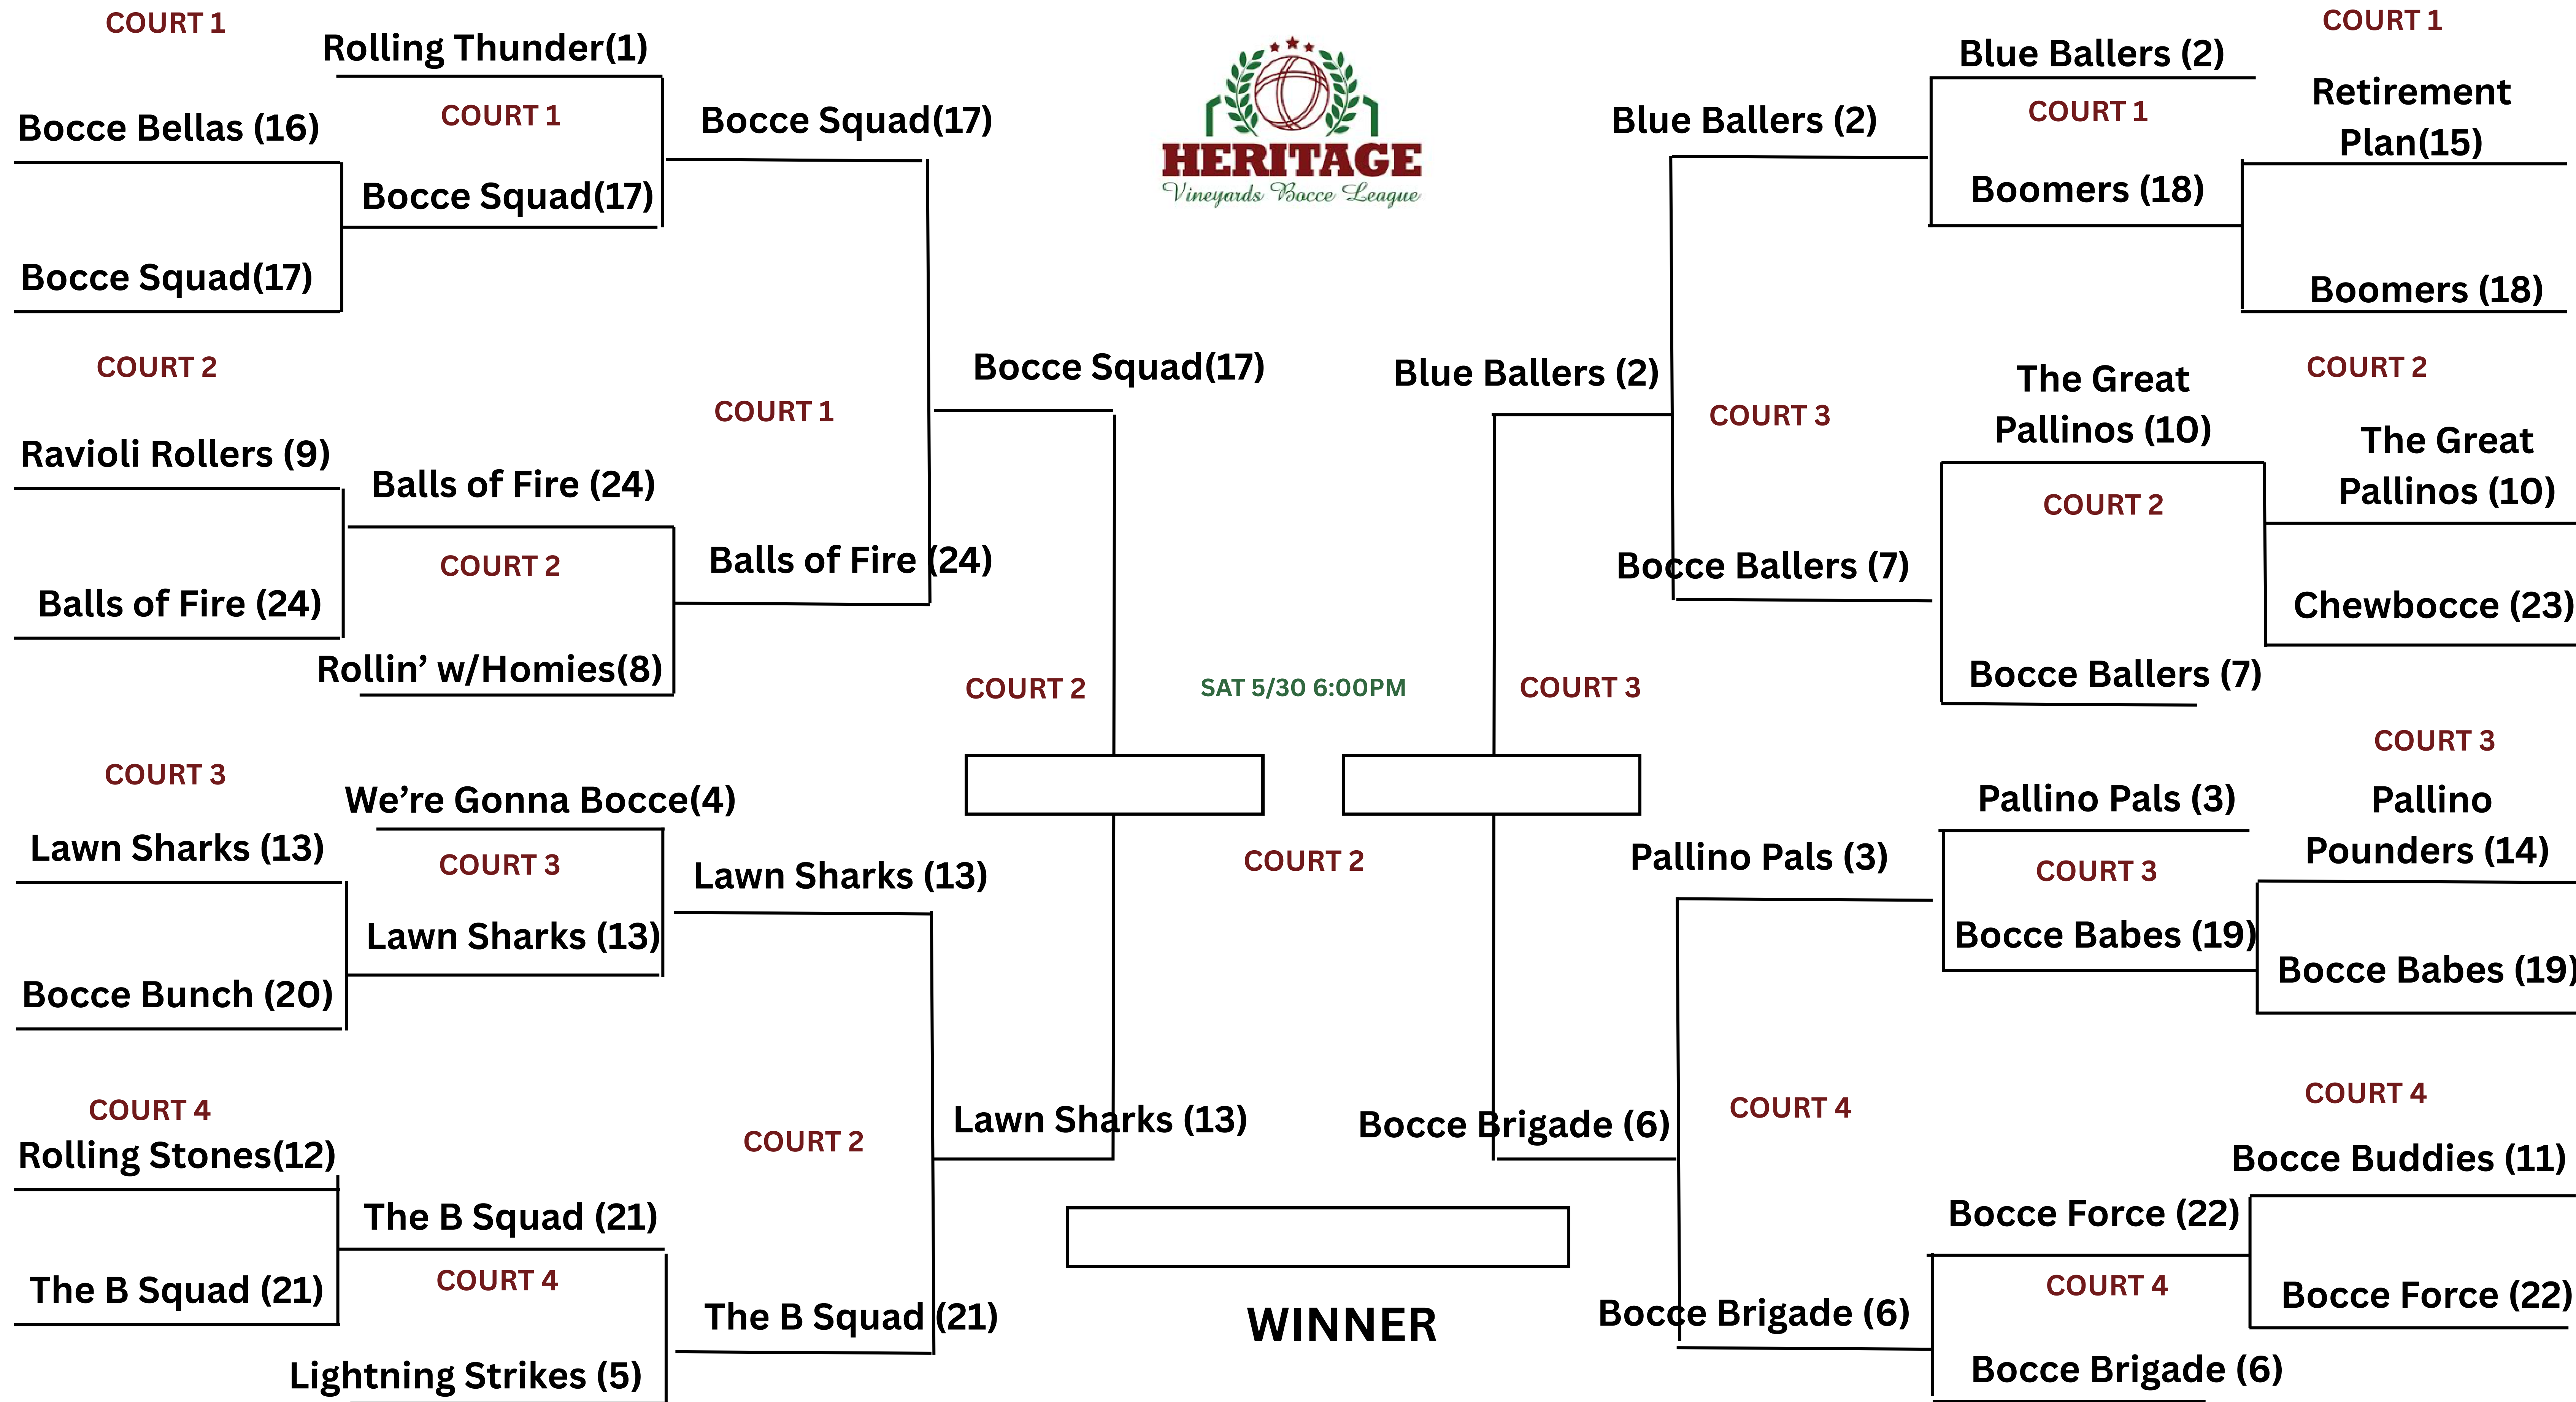 COURT 1
Rolling Thunder(1)
Bocce Bellas (16)
COURT 1
Bocce Squad(17)
Bocce Squad(17)
Bocce Squad(17)
COURT 2
Ravioli Rollers (9)
Balls of Fire (24)
COURT 2
Balls of Fire (24)
Balls of Fire (24)
Rollin’ w/Homies(8)
COURT 1
Bocce Squad(17)
COURT 3
We’re Gonna Bocce(4)
Lawn Sharks (13)
COURT 3
Lawn Sharks (13)
Lawn Sharks (13)
Bocce Bunch (20)
COURT 4
Rolling Stones(12)
The B Squad (21)
COURT 4
The B Squad (21)
The B Squad (21)
Lightning Strikes (5)
COURT 2
Lawn Sharks (13)
COURT 2
HERITAGE
Vineyards Bocce League
SAT 5/30 6:00PM
COURT 2
WINNER
COURT 3
Blue Ballers (2)
Bocce Brigade (6)
COURT 3
Blue Ballers (2)
Bocce Ballers (7)
COURT 4
Pallino Pals (3)
Bocce Brigade (6)
Blue Ballers (2)
COURT 1
Boomers (18)
COURT 1
Retirement
Plan(15)
Boomers (18)
The Great
Pallinos (10)
COURT 2
Bocce Ballers (7)
COURT 2
The Great
Pallinos (10)
Chewbocce (23)
Pallino Pals (3)
COURT 3
Bocce Babes (19)
COURT 3
Pallino
Pounders (14)
Bocce Babes (19)
Bocce Force (22)
COURT 4
Bocce Brigade (6)
COURT 4
Bocce Buddies (11)
Bocce Force (22)